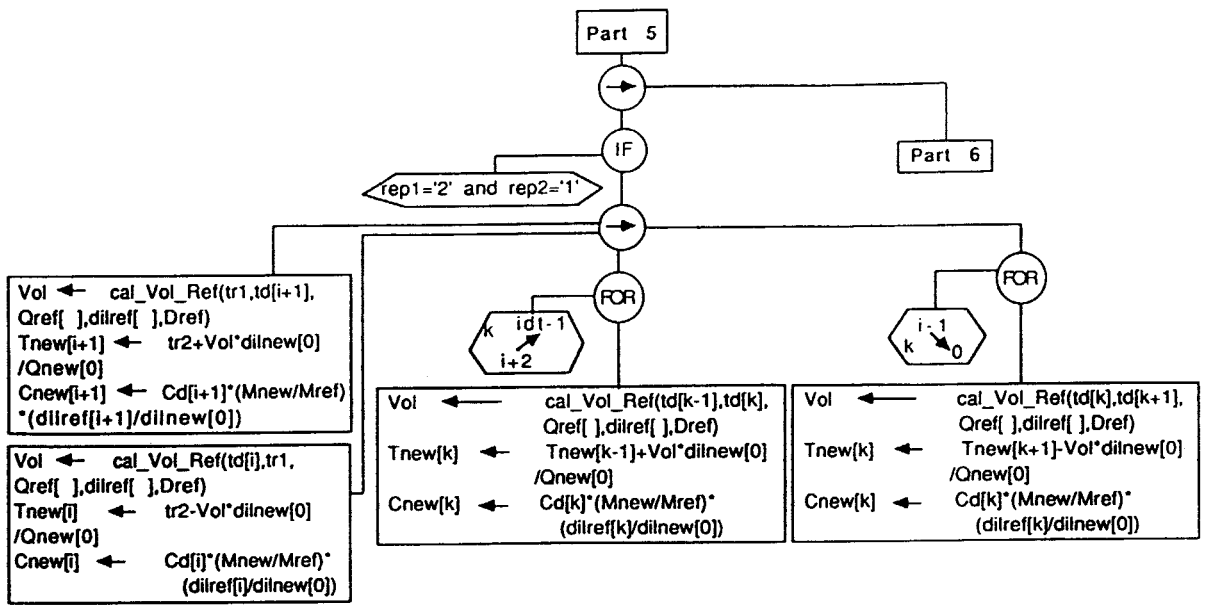 Part 5
IF
Part 6
rep1='2' and rep2='1'
FOR
FOR
k idt-1
i+2
i-1
k 0
Vol ← cal_Vol_Ref(tr1,td[i+1],
Qref[ ],dilref[ ],Dref)
Tnew[i+1] ← tr2+Vol*dilnew[0]
/Qnew[0]
Cnew[i+1] ← Cd[i+1]*(Mnew/Mref)
*(dilref[i+1]/dilnew[0])
Vol ← cal_Vol_Ref(td[i],tr1,
Qref[ ],dilref[ ],Dref)
Tnew[i] ← tr2-Vol*dilnew[0]
/Qnew[0]
Cnew[i] ← Cd[i]*(Mnew/Mref)*
(dilref[i]/dilnew[0])
Vol ← cal_Vol_Ref(td[k-1],td[k],
Qref[ ],dilref[ ],Dref)
Tnew[k] ← Tnew[k-1]+Vol*dilnew[0]
/Qnew[0]
Cnew[k] ← Cd[k]*(Mnew/Mref)*
(dilref[k]/dilnew[0])
Vol ← cal_Vol_Ref(td[k],td[k+1],
Qref[ ],dilref[ ],Dref)
Tnew[k] ← Tnew[k+1]-Vol*dilnew[0]
/Qnew[0]
Cnew[k] ← Cd[k]*(Mnew/Mref)*
(dilref[k]/dilnew[0])